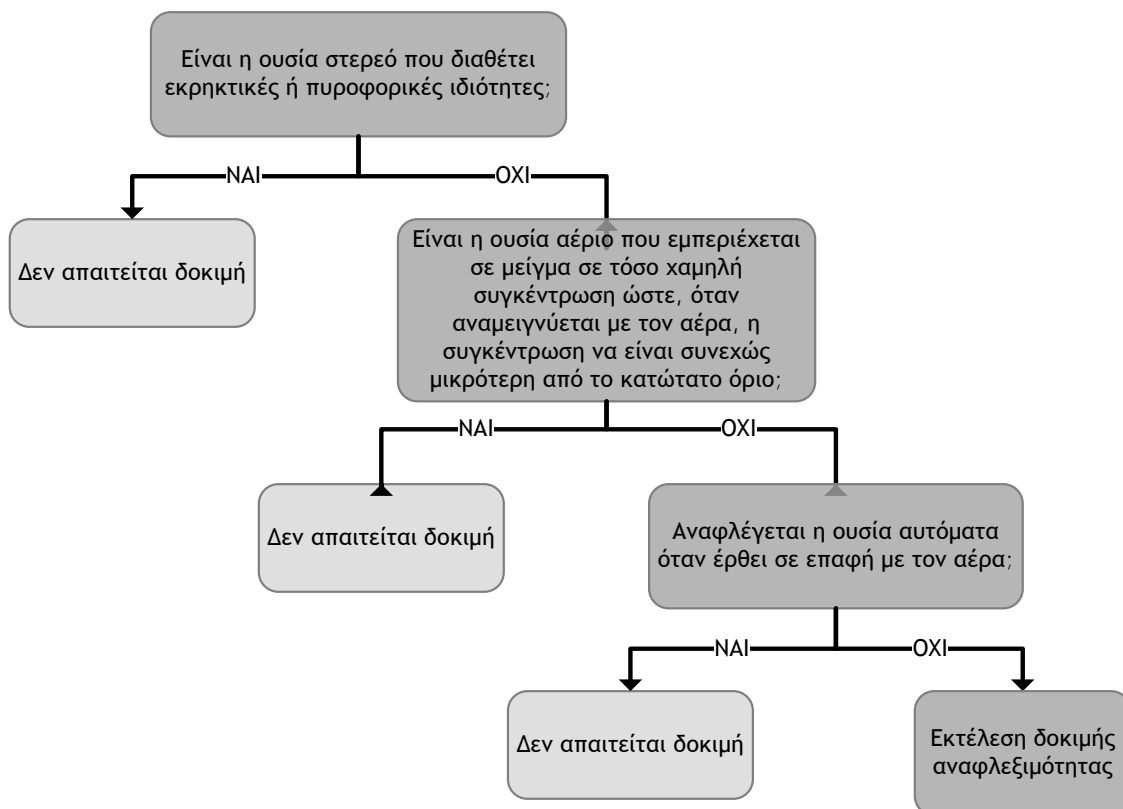 Είναι η ουσία στερεό που διαθέτει
εκρηκτικές ή πυροφορικές ιδιότητες;
ΝΑΙ
ΟΧΙ
Δεν απαιτείται δοκιμή
Είναι η ουσία αέριο που εμπεριέχεται
σε μείγμα σε τόσο χαμηλή
συγκέντρωση ώστε, όταν
αναμειγνύεται με τον αέρα, η
συγκέντρωση να είναι συνεχώς
μικρότερη από το κατώτατο όριο;
ΝΑΙ
ΟΧΙ
Δεν απαιτείται δοκιμή
Αναφλέγεται η ουσία αυτόματα
όταν έρθει σε επαφή με τον αέρα;
ΝΑΙ
ΟΧΙ
Δεν απαιτείται δοκιμή
Εκτέλεση δοκιμής
αναφλεξιμότητας